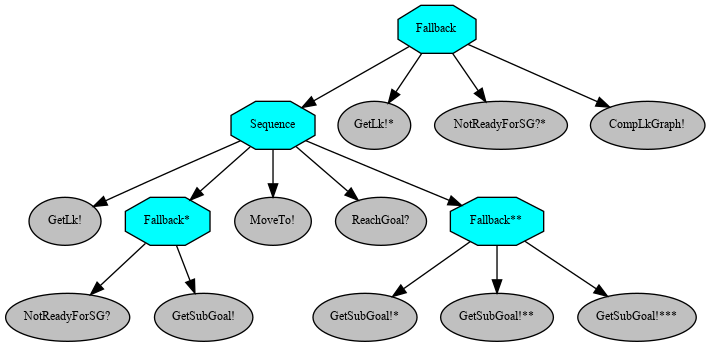 Fallback
Sequence
GetLk!*
NotReadyForSG?*
CompLkGraph!
GetLk!
Fallback*
MoveTo!
ReachGoal?
Fallback**
NotReadyForSG?
GetSubGoal!
GetSubGoal!*
GetSubGoal!**
GetSubGoal!***